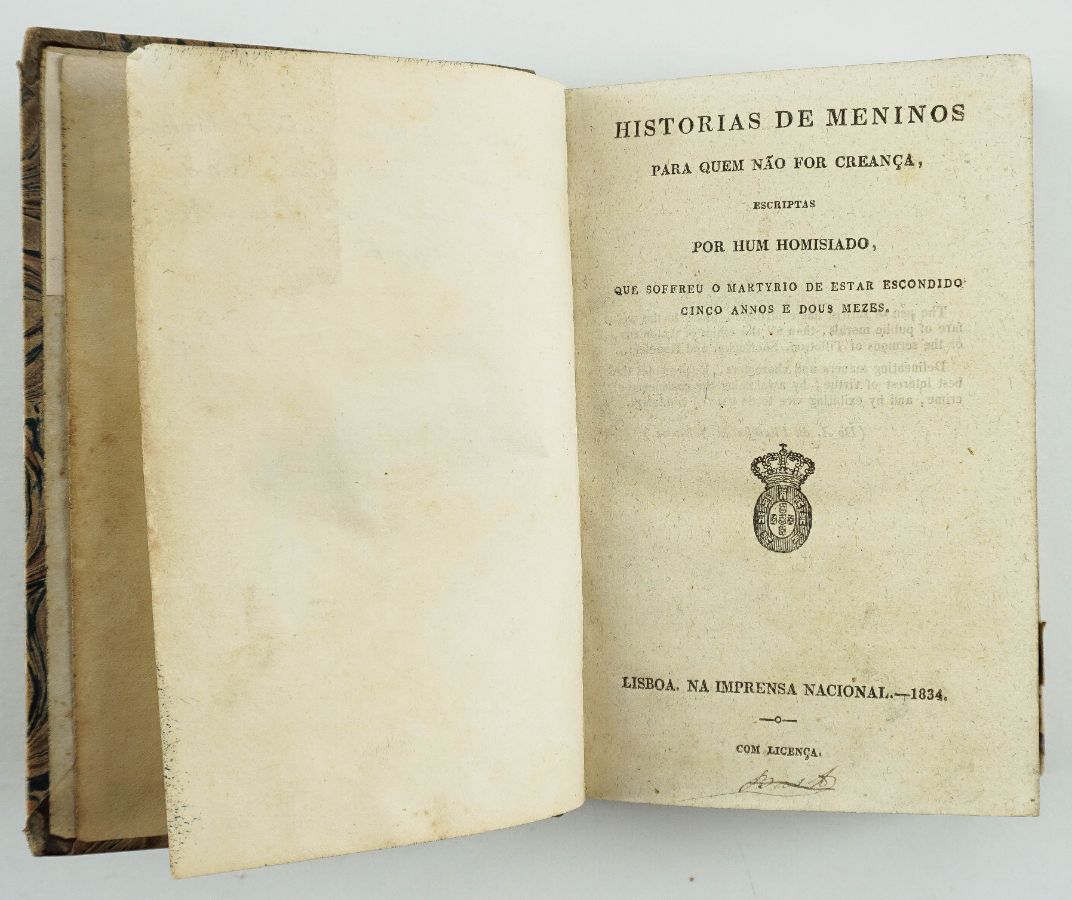 HISTORIAS DE MENINOS
PARA QUEM NÃO FOR CREANÇA,
ESCRIPTAS
POR HUM HOMISIADO,
QUE SOFFREU O MARTYRIO DE ESTAR ESCONDIDO
CINCO ANNOS E DOUS MEZES.
LISBOA. NA IMPRENSA NACIONAL.—1834.
COM LICENÇA.